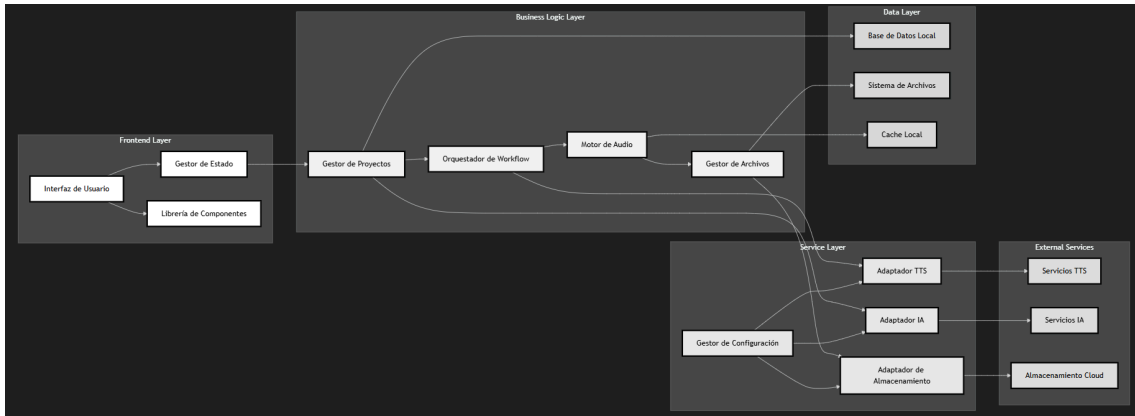 Frontend Layer
Interfaz de Usuario
Gestor de Estado
Librería de Componentes
Business Logic Layer
Gestor de Proyectos
Orquestador de Workflow
Motor de Audio
Gestor de Archivos
Data Layer
Base de Datos Local
Sistema de Archivos
Cache Local
Service Layer
Gestor de Configuración
Adaptador TTS
Adaptador IA
Adaptador de
Almacenamiento
External Services
Servicios TTS
Servicios IA
Almacenamiento Cloud